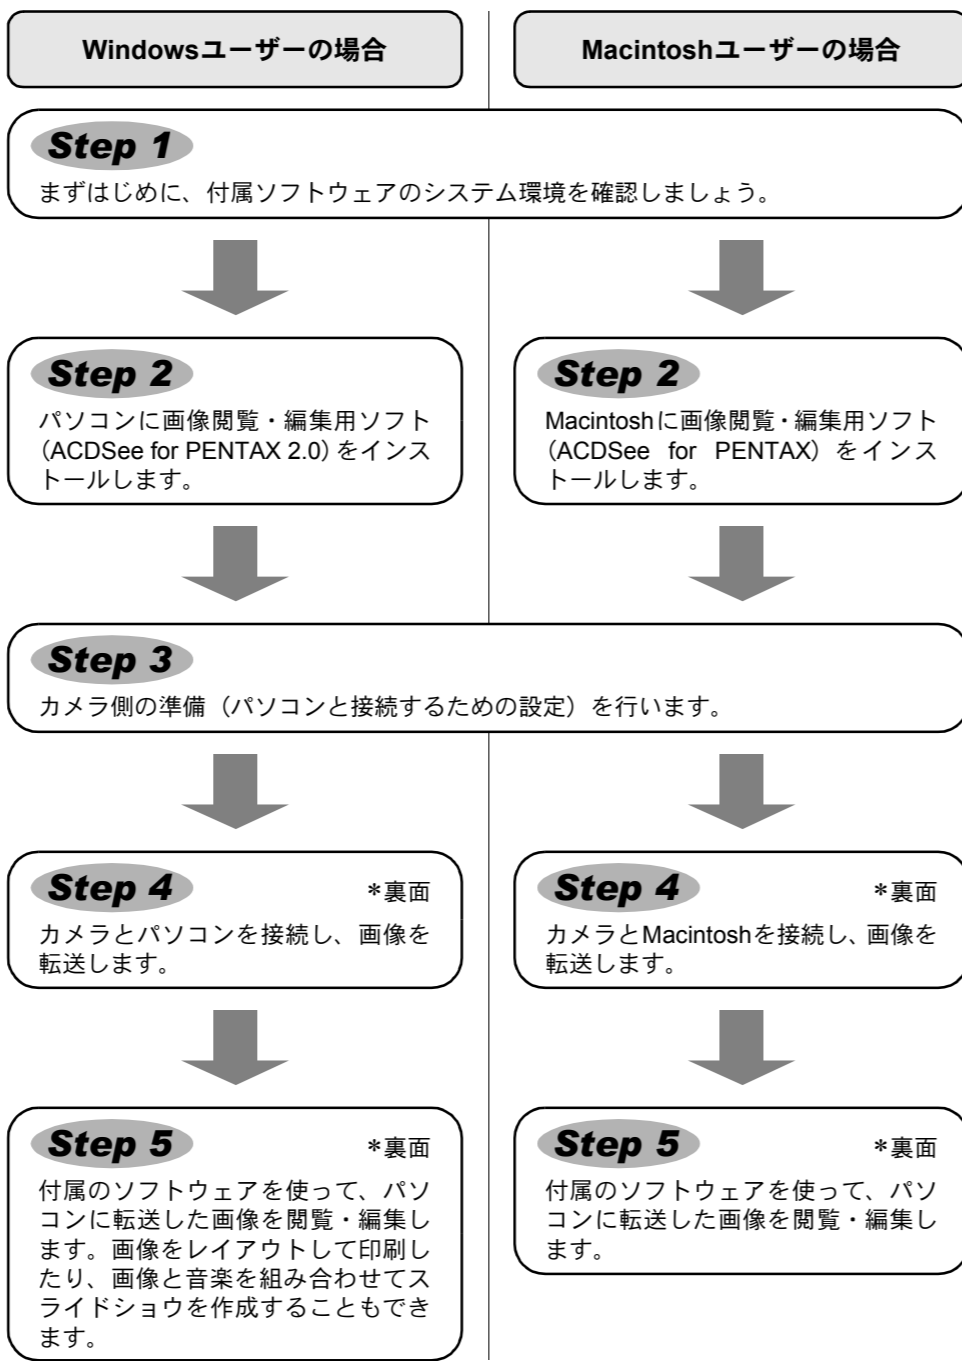 Windowsユーザーの場合
Macintoshユーザーの場合
Step 1
まずはじめに、付属ソフトウェアのシステム環境を確認しましょう。
Step 2
パソコンに画像閲覧・編集用ソフト
（ACDSee for PENTAX 2.0）をインス
トールします。
Step 2
Macintoshに画像閲覧・編集用ソフト
（ACDSee for PENTAX）をインス
トールします。
Step 3
カメラ側の準備（パソコンと接続するための設定）を行います。
Step 4 *裏面
カメラとパソコンを接続し、画像を
転送します。
Step 4 *裏面
カメラとMacintoshを接続し、画像を
転送します。
Step 5 *裏面
付属のソフトウェアを使って、パソ
コンに転送した画像を閲覧・編集し
ます。画像をレイアウトして印刷し
たり、画像と音楽を組み合わせてス
ライドショウを作成することもでき
ます。
Step 5 *裏面
付属のソフトウェアを使って、パソ
コンに転送した画像を閲覧・編集し
ます。